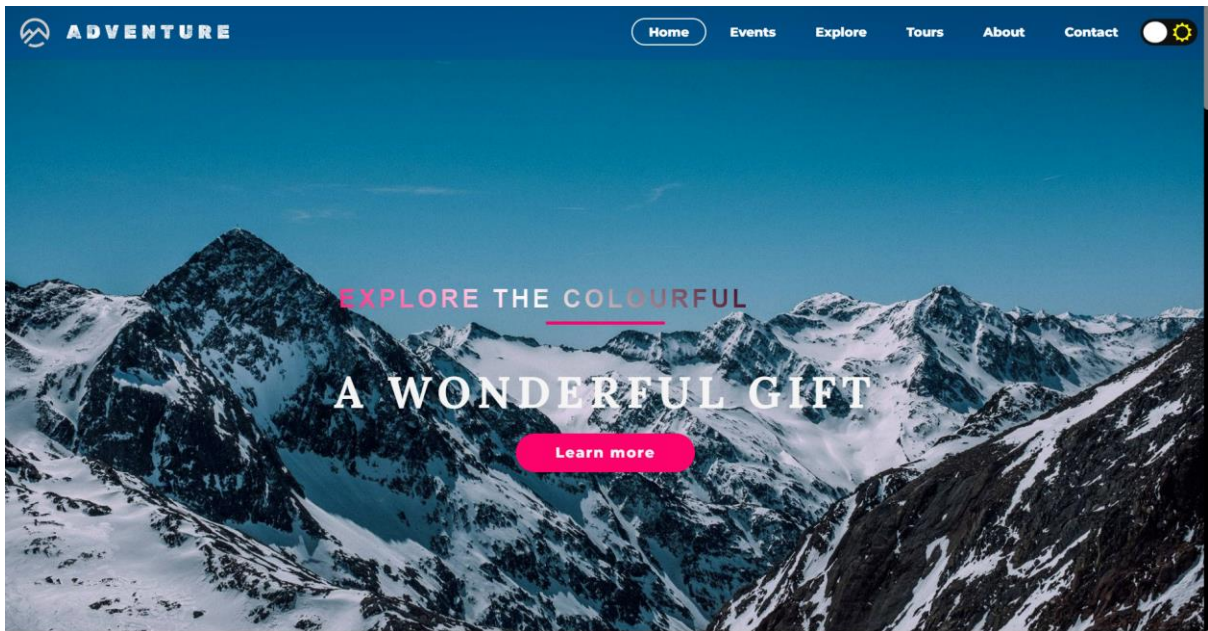 ADVENTURE
Home Events Explore Tours About Contact
EXPLORE THE COLOURFUL
A WONDERFUL GIFT
Learn more